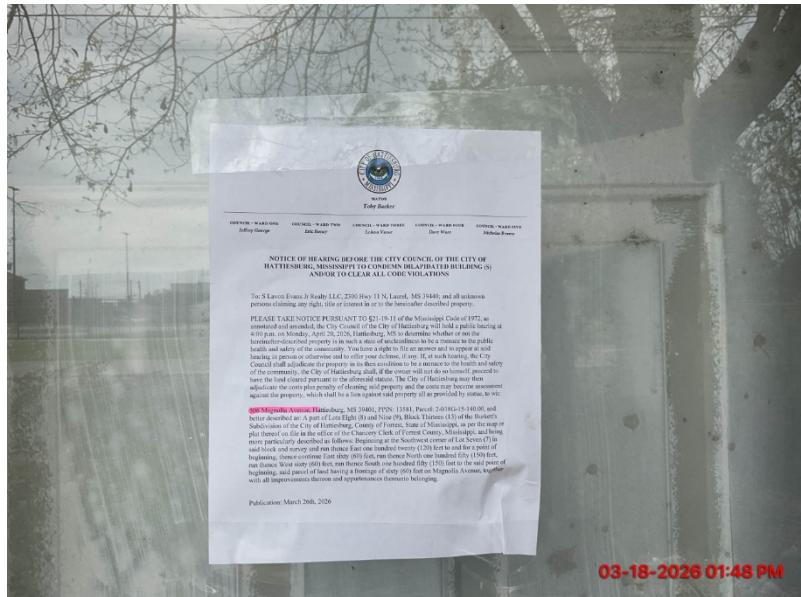 CITY OF HATTIESBURG
MISSISSIPPI
MAYOR
Toby Barker
COUNCIL – WARD ONE COUNCIL – WARD TWO COUNCIL – WARD THREE COUNCIL – WARD FOUR COUNCIL – WARD FIVE
Jeffrey George Eric Dave Ware Nicholas Brown
NOTICE OF HEARING BEFORE THE CITY COUNCIL OF THE CITY OF
HATTIESBURG, MISSISSIPPI TO CONDEMN DILAPIDATED BUILDING (S)
AND/OR TO CLEAR ALL CODE VIOLATIONS
To: S Lavon Evans Jr Realty LLC, 2300 Hwy 11 N, Laurel, MS 39440; and all unknown
persons claiming any right, title or interest in or to the hereinafter described property.
PLEASE TAKE NOTICE PURSUANT TO §21-19-11 of the Mississippi Code of 1972, as
annotated and amended, the City Council of the City of Hattiesburg will hold a public hearing at
4:00 p.m. on Monday, April 20, 2026, Hattiesburg, MS to determine whether or not the
hereinafter-described property is in such a state of uncleanliness to be a menace to the public
health and safety of the community. You have a right to file an answer and to appear at said
hearing in person or otherwise and to offer your defense, if any. If, at such hearing, the City
Council shall adjudicate the property in its then condition to be a menace to the health and safety
of the community, the City of Hattiesburg shall, if the owner will not do so himself, proceed to
have the land cleared pursuant to the aforesaid statute. The City of Hattiesburg may then
adjudicate the costs plus penalty of cleaning said property and the costs may become assessment
against the property, which shall be a lien against said property all as provided by statute, to wit:
Magnolia Avenue, Hattiesburg, MS 39401, PPIN: 13581, Parcel: 2-038G-15-140.00, and
better described as: A part of Lots Eight (8) and Nine (9), Block Thirteen (13) of the Burkett's
Subdivision of the City of Hattiesburg, County of Forrest, State of Mississippi, as per the map or
plat thereof on file in the office of the Chancery Clerk of Forrest County, Mississippi, and being
more particularly described as follows: Beginning at the Southwest corner of Lot Seven (7) in
said block and survey and run thence East one hundred twenty (120) feet to and for a point of
beginning, thence continue East sixty (60) feet, run thence North one hundred fifty (150) feet,
run thence West sixty (60) feet, run thence South one hundred fifty (150) feet to the said point of
beginning, said parcel of land having a frontage of sixty (60) feet on Magnolia Avenue, together
with all improvements thereon and appurtenances thereunto belonging.
Publication: March 26th, 2026
03-18-2026 01:48 PM